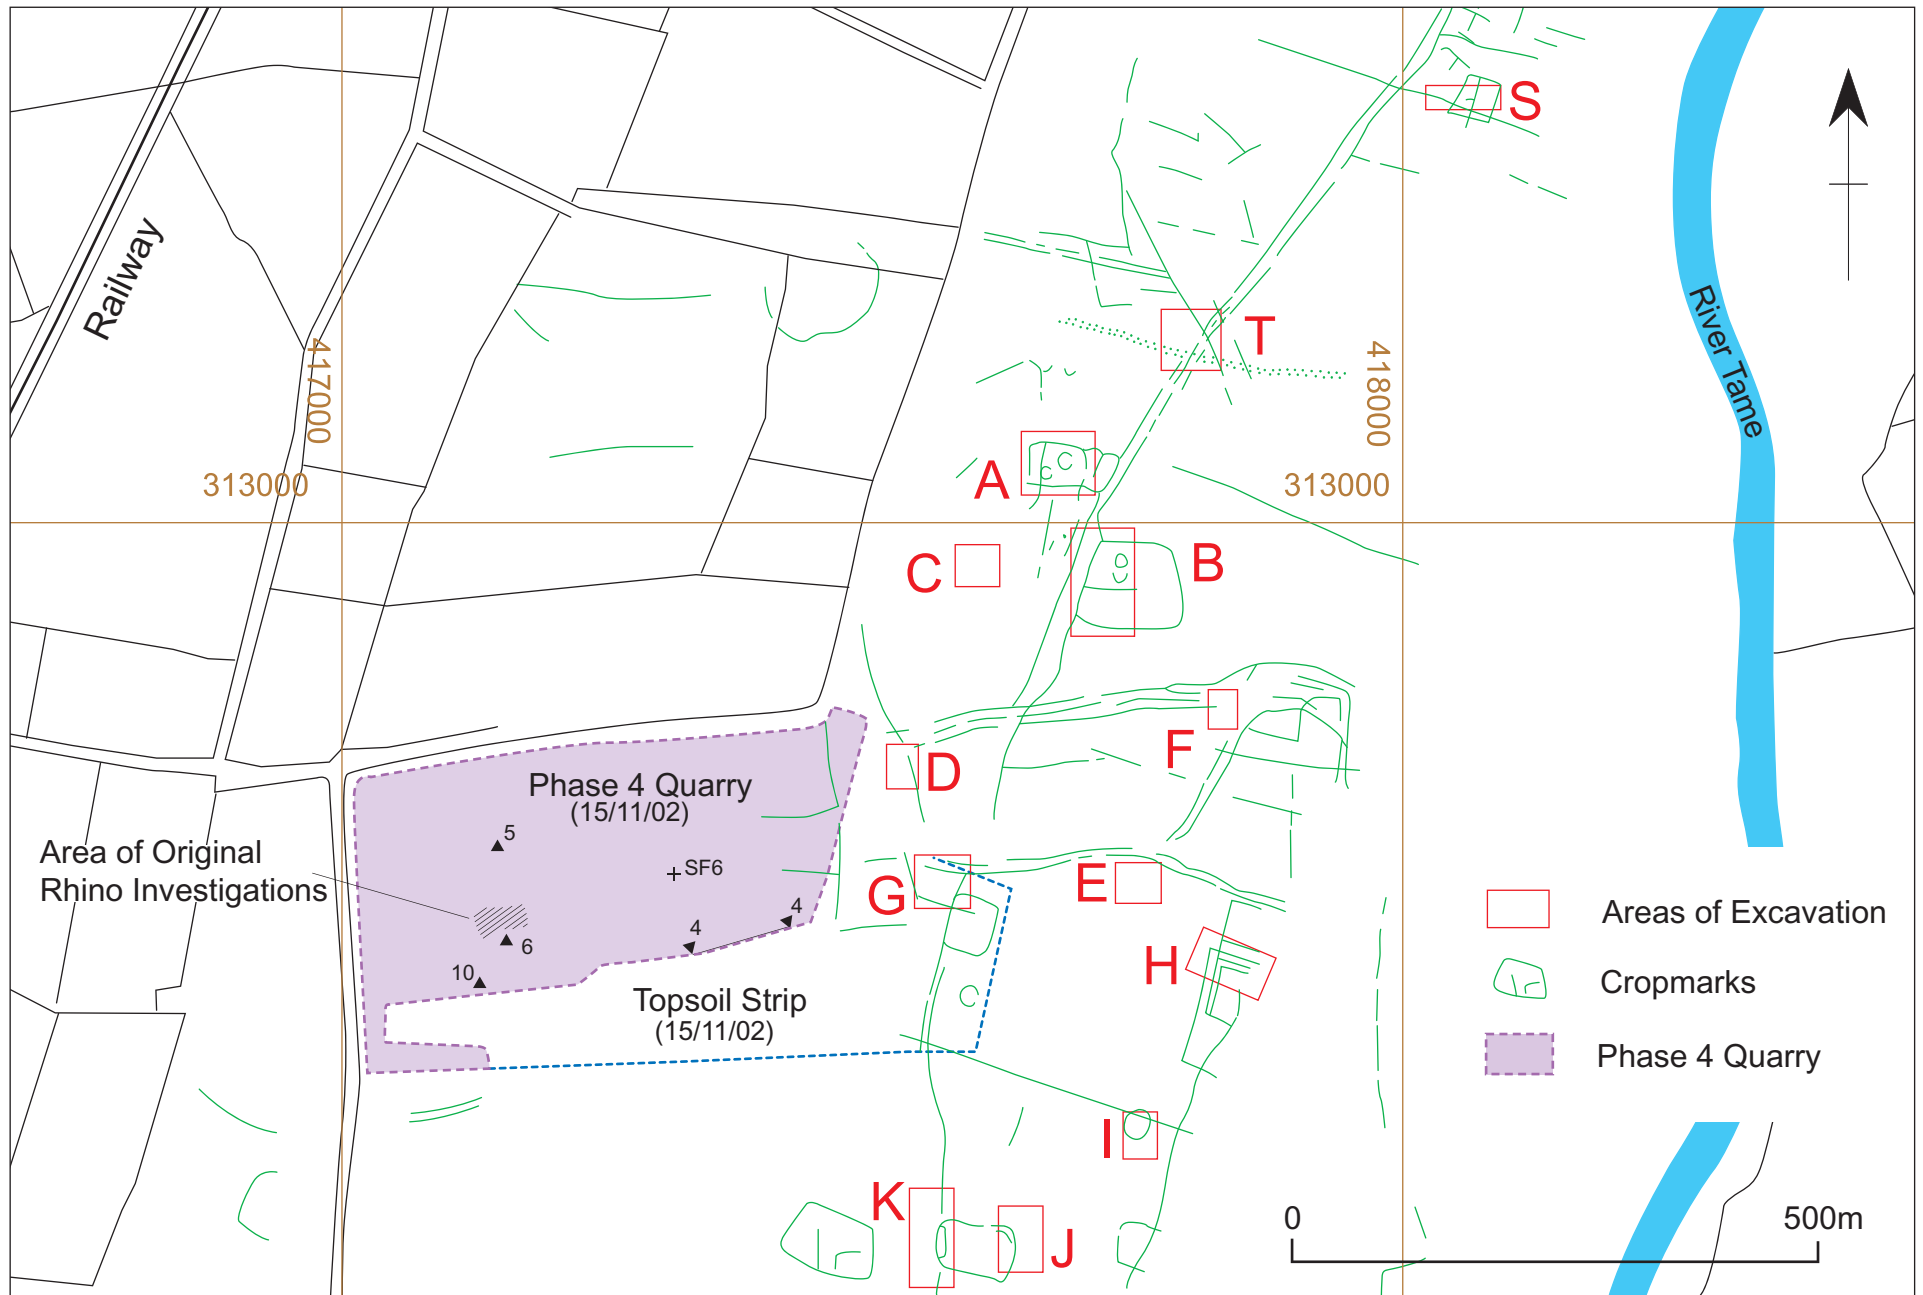 S
Railway
River Tame
T
417000
418000
A
313000
313000
C
B
F
D
Phase 4 Quarry
(15/11/02)
5
Area of Original
Rhino Investigations
SF6
E
G
4
4
6
10
H
Areas of Excavation
Cropmarks
Phase 4 Quarry
Topsoil Strip
(15/11/02)
I
K
J
0
500m